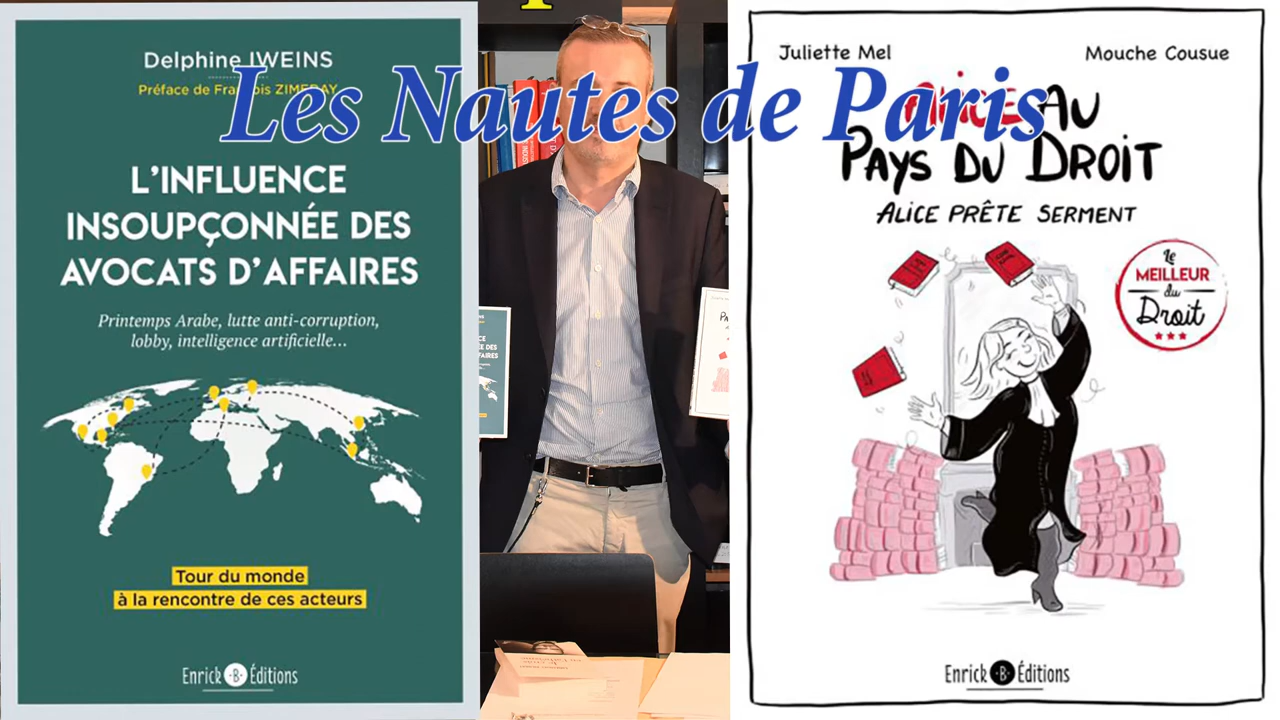 Les Nautes de Paris
Delphine IWEINS
Préface de François ZIMERAY
L'INFLUENCE
INSOUPÇONNÉE DES
AVOCATS D'AFFAIRES
Printemps Arabe, lutte anti-corruption,
lobby, intelligence artificielle...
Tour du monde
à la rencontre de ces acteurs
Enrick B Éditions
Juliette Mel
Mouche Cousue
AU
PAYS DU DROIT
ALICE PRÊTE SERMENT
Le
MEILLEUR
du
Droit
Enrick B Éditions